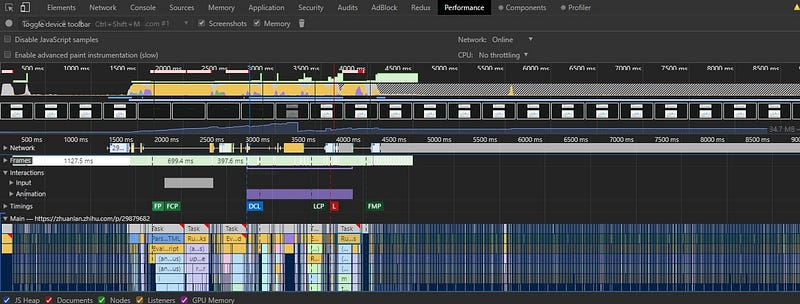 Elements Network Console Sources Memory Application Security Audits AdBlock Redux Performance Components Profiler
Toggle device toolbar Ctrl + Shift + M .com #1 Screenshots Memory
Disable JavaScript samples Network: Online
Enable advanced paint instrumentation (slow) CPU: No throttling
500 ms 1000 ms 1500 ms 2000 ms 2500 ms 3000 ms 3500 ms 4000 ms 4500 ms 5000 ms 5500 ms 6000 ms 6500 ms 7000 ms 7500 ms 8000 ms 8500 ms
34.7 MB
500 ms 1000 ms 1500 ms 2000 ms 2500 ms 3000 ms 3500 ms 4000 ms 4500 ms 5000 ms 5500 ms 6000 ms 6500 ms 7000 ms 7500 ms 8000 ms 8500 ms
Network 29...
Frames 1127.5 ms 699.4 ms 397.6 ms
Interactions
Input
Animation
Timings FP FCP DCL LCP L FMP
Main — https://zhuanlan.zhihu.com/p/29879682
Task Task Task Task
Pars...TML Ru...ks Ev...d Ru...s
Eval...ript (a...s)
(an...us) up...e
(an...us) r...r
JS Heap Documents Nodes Listeners GPU Memory